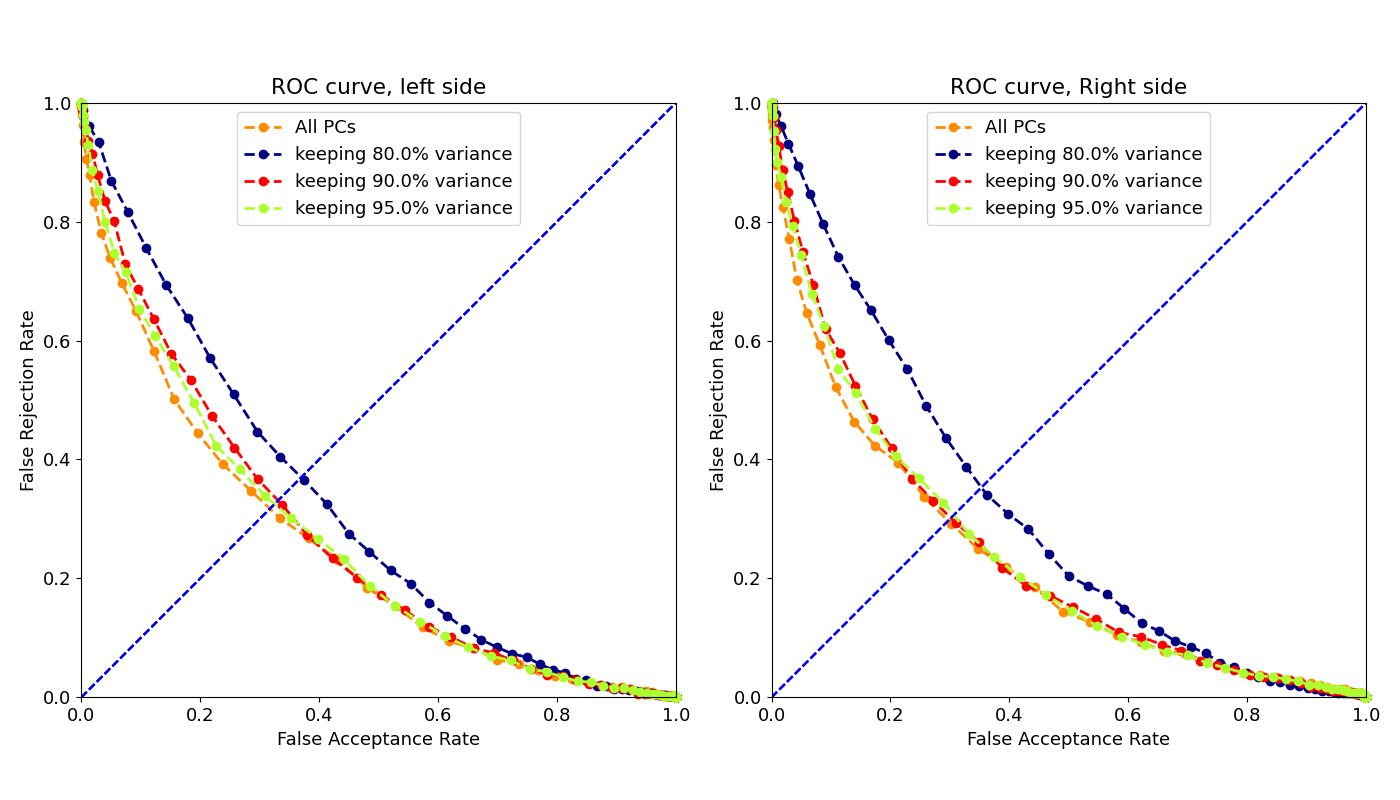 ROC curve, left side
1.0
0.8
0.6
0.4
0.2
0.0
False Rejection Rate
All PCs
keeping 80.0% variance
keeping 90.0% variance
keeping 95.0% variance
0.0 0.2 0.4 0.6 0.8 1.0
False Acceptance Rate
ROC curve, Right side
1.0
0.8
0.6
0.4
0.2
0.0
False Rejection Rate
All PCs
keeping 80.0% variance
keeping 90.0% variance
keeping 95.0% variance
0.0 0.2 0.4 0.6 0.8 1.0
False Acceptance Rate